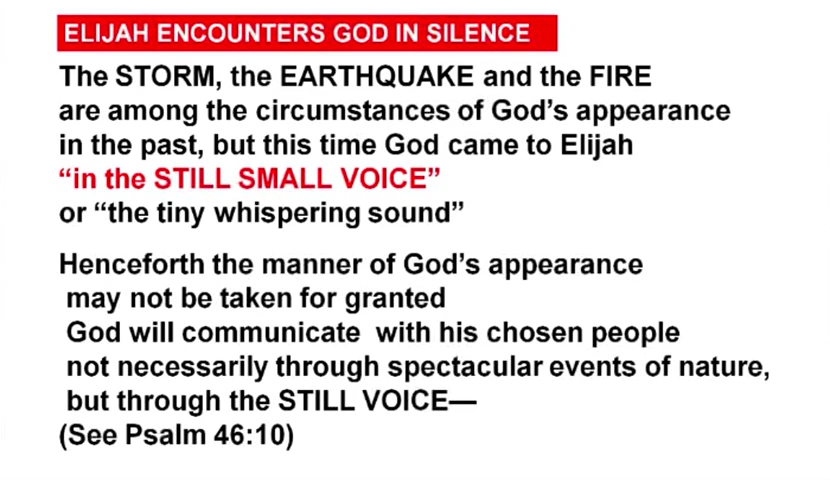 ELIJAH ENCOUNTERS GOD IN SILENCE
The STORM, the EARTHQUAKE and the FIRE
are among the circumstances of God’s appearance
in the past, but this time God came to Elijah
“in the STILL SMALL VOICE”
or “the tiny whispering sound”
Henceforth the manner of God’s appearance
may not be taken for granted
God will communicate with his chosen people
not necessarily through spectacular events of nature,
but through the STILL VOICE—
(See Psalm 46:10)